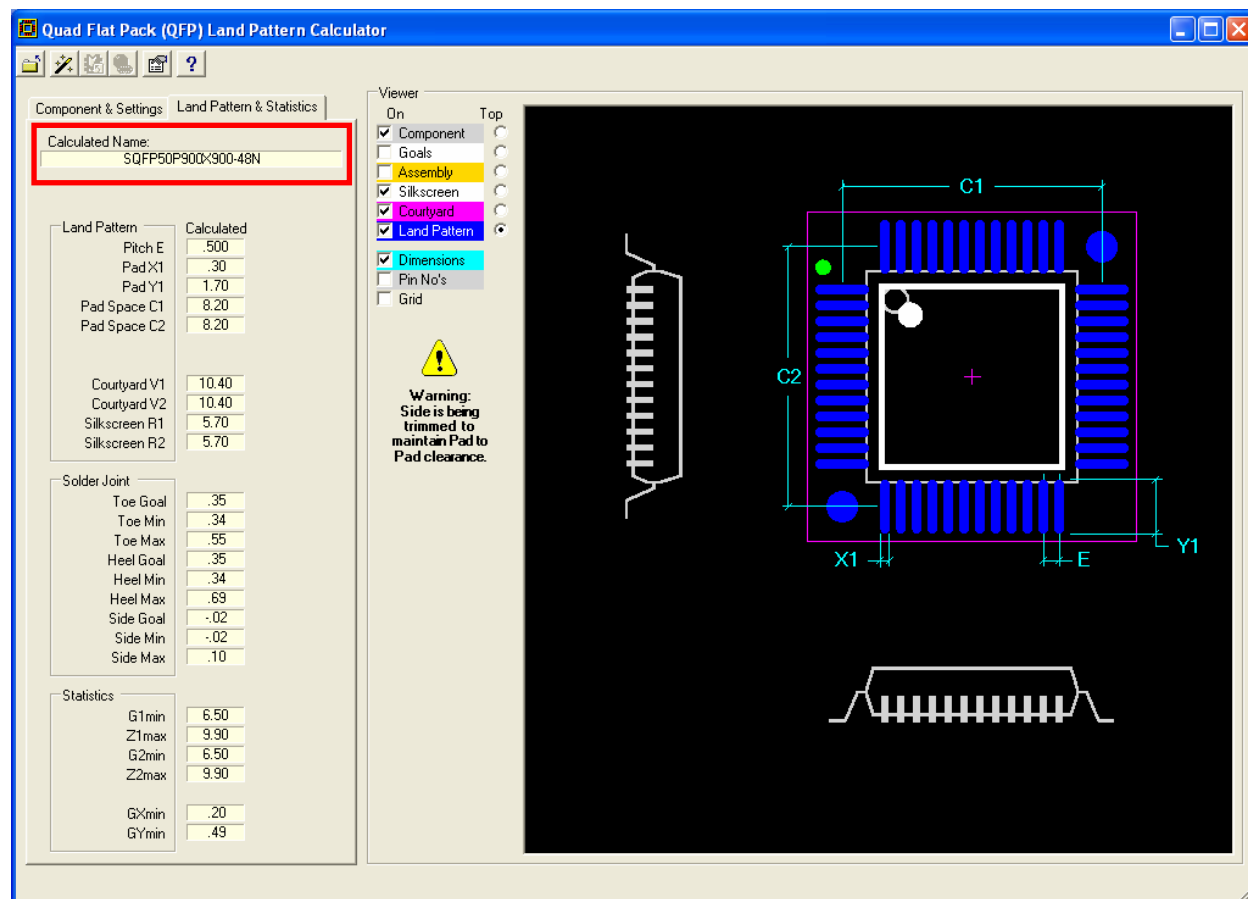 Quad Flat Pack (QFP) Land Pattern Calculator
?
Component & Settings
Land Pattern & Statistics
Calculated Name:
SQFP50P900X900-48N
Land Pattern Calculated
Pitch E .500
Pad X1 .30
Pad Y1 1.70
Pad Space C1 8.20
Pad Space C2 8.20
Courtyard V1 10.40
Courtyard V2 10.40
Silkscreen R1 5.70
Silkscreen R2 5.70
Solder Joint
Toe Goal .35
Toe Min .34
Toe Max .55
Heel Goal .35
Heel Min .34
Heel Max .69
Side Goal -.02
Side Min -.02
Side Max .10
Statistics
G1min 6.50
Z1max 9.90
G2min 6.50
Z2max 9.90
GXmin .20
GYmin .49
Viewer
On Top
Component
Goals
Assembly
Silkscreen
Courtyard
Land Pattern
Dimensions
Pin No's
Grid
!
Warning:
Side is being
trimmed to
maintain Pad to
Pad clearance.
C1
C2
X1
E
Y1